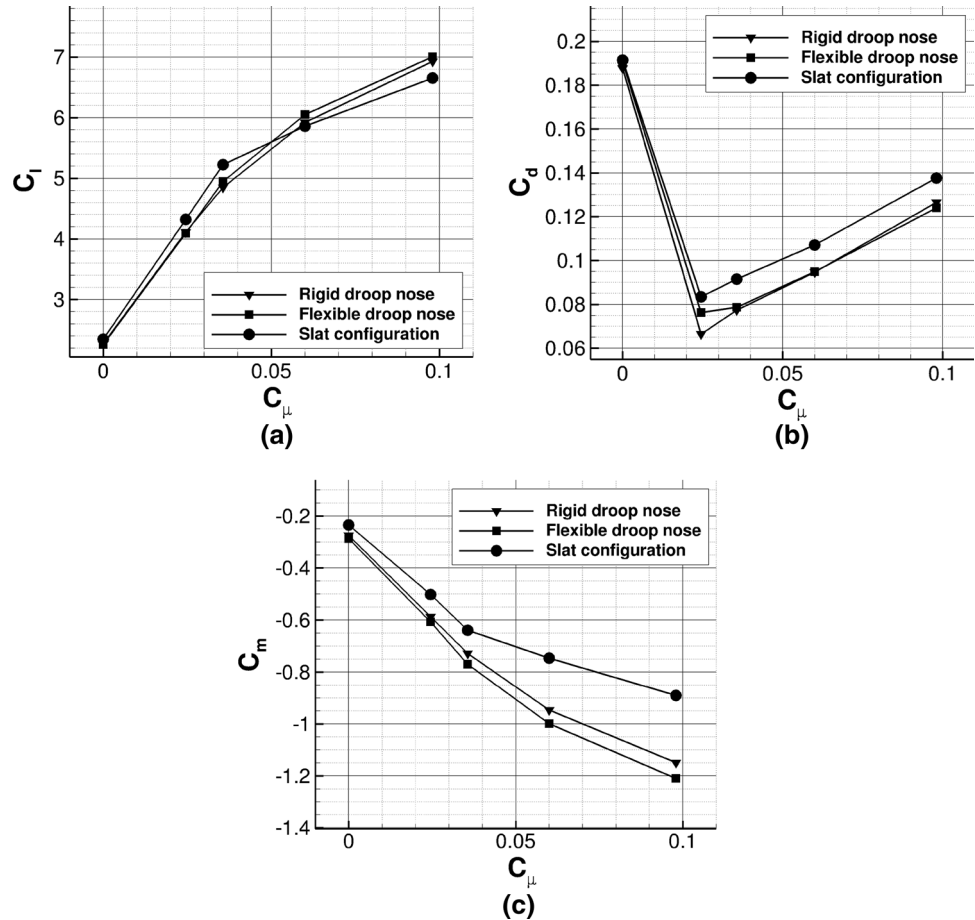 7
6
5
4
3
C_l
Rigid droop nose
Flexible droop nose
Slat configuration
0
0.05
0.1
C_μ
(a)
0.2
0.18
0.16
0.14
0.12
0.1
0.08
0.06
C_d
Rigid droop nose
Flexible droop nose
Slat configuration
0
0.05
0.1
C_μ
(b)
-0.2
-0.4
-0.6
-0.8
-1
-1.2
-1.4
C_m
Rigid droop nose
Flexible droop nose
Slat configuration
0
0.05
0.1
C_μ
(c)